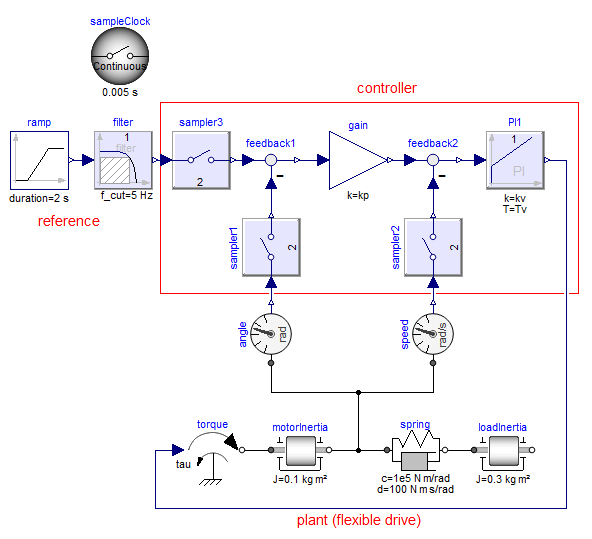 sampleClock
Continuous
0.005 s
controller
ramp
filter
1
filter
f_cut=5 Hz
duration=2 s
reference
sampler3
2
feedback1
gain
k=kp
feedback2
PI1
1
PI
k=kv
T=Tv
sampler1
2
sampler2
2
angle
rad
speed
rad/s
torque
tau
motorInertia
J=0.1 kg m²
spring
c=1e5 N m/rad
d=100 N m s/rad
loadInertia
J=0.3 kg m²
plant (flexible drive)